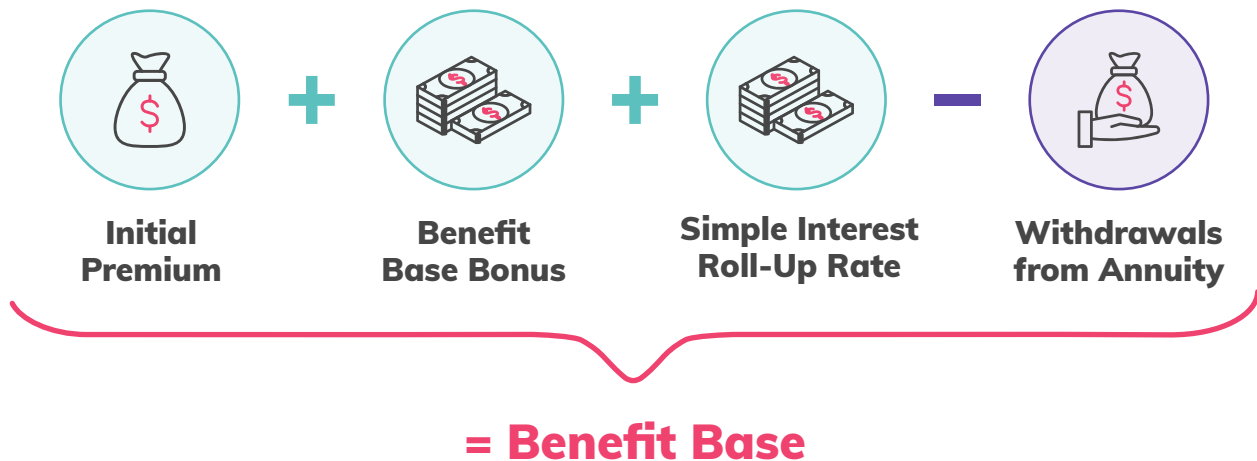 Initial
Premium
Benefit
Base Bonus
Simple Interest
Roll-Up Rate
Withdrawals
from Annuity
= Benefit Base